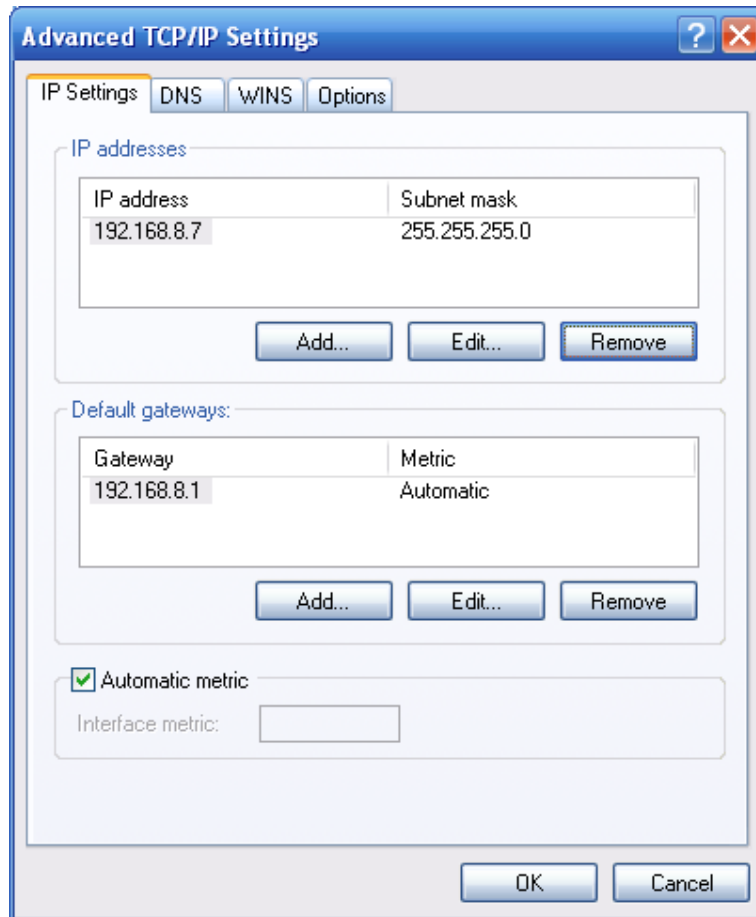 Advanced TCP/IP Settings
IP Settings DNS WINS Options
IP addresses
IP address Subnet mask
192.168.8.7 255.255.255.0
Add... Edit... Remove
Default gateways:
Gateway Metric
192.168.8.1 Automatic
Add... Edit... Remove
Automatic metric
Interface metric:
OK Cancel